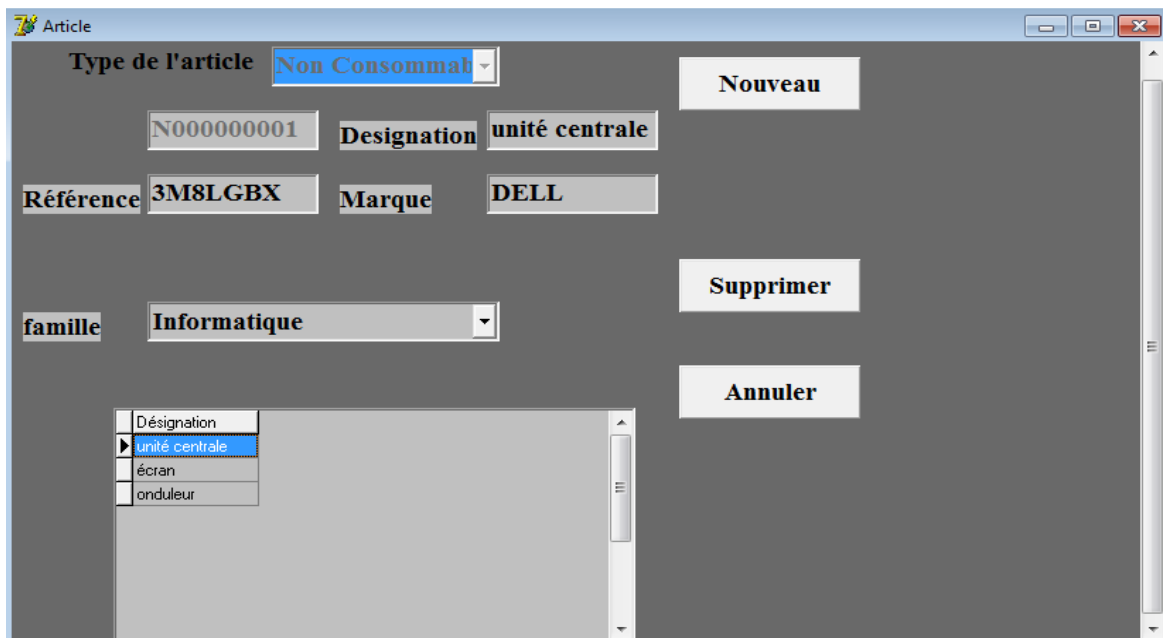 Article
Type de l'article Non Consommab
Nouveau
N000000001 Designation unité centrale
Référence 3M8LGBX Marque DELL
Supprimer
famille Informatique
Annuler
Désignation
unité centrale
écran
onduleur